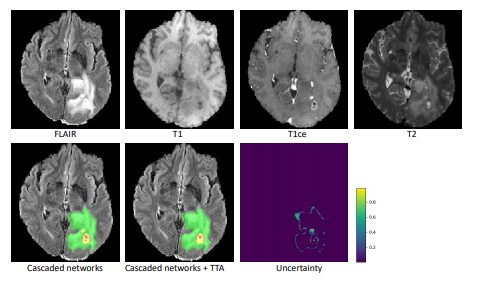 FLAIR
T1
T1ce
T2
0.8
0.6
0.4
0.2
Cascaded networks
Cascaded networks + TTA
Uncertainty